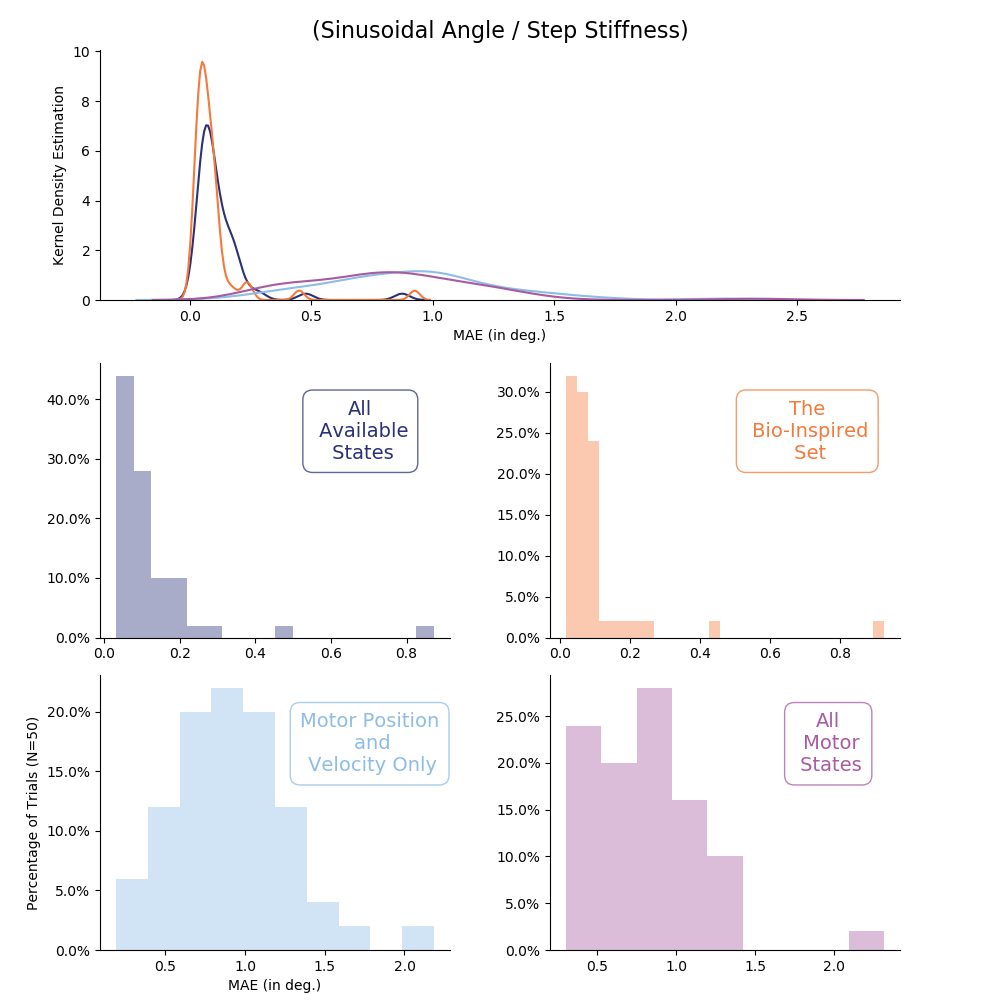 (Sinusoidal Angle / Step Stiffness)
Kernel Density Estimation
10
8
6
4
2
0
0.0 0.5 1.0 1.5 2.0 2.5
MAE (in deg.)
40.0%
30.0%
20.0%
10.0%
0.0%
0.0 0.2 0.4 0.6 0.8
All
Available
States
30.0%
25.0%
20.0%
15.0%
10.0%
5.0%
0.0%
0.0 0.2 0.4 0.6 0.8
The
Bio-Inspired
Set
Percentage of Trials (N=50)
20.0%
15.0%
10.0%
5.0%
0.0%
0.5 1.0 1.5 2.0
MAE (in deg.)
Motor Position
and
Velocity Only
25.0%
20.0%
15.0%
10.0%
5.0%
0.0%
0.5 1.0 1.5 2.0
All
Motor
States